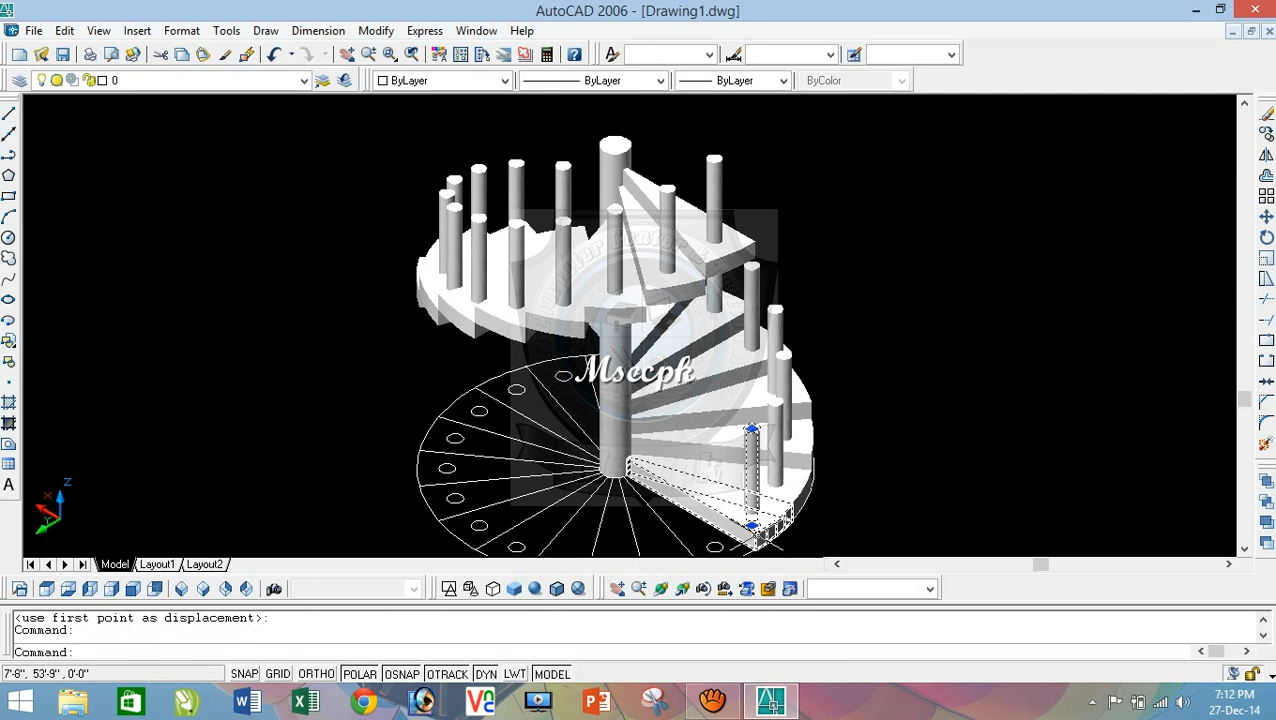 AutoCAD 2006 - [Drawing1.dwg]
File Edit View Insert Format Tools Draw Dimension Modify Express Window Help
0 ByLayer ByLayer ByLayer ByColor
Msccpk
Z
X
Y
Model Layout1 Layout2
<use first point as displacement>:
Command:
Command:
7'-8", 53'-9", 0'-0" SNAP GRID ORTHO POLAR OSNAP OTRACK DYN LWT MODEL
7:12 PM
27-Dec-14